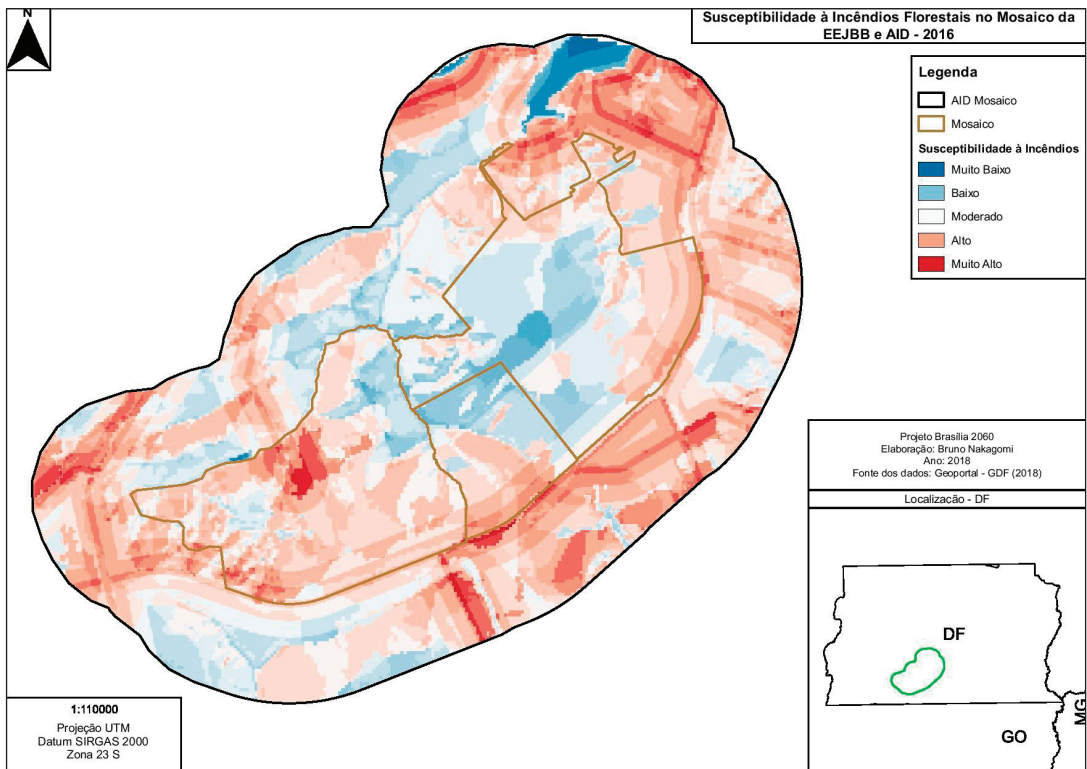 N
Susceptibilidade à Incêndios Florestais no Mosaico da
EEJBB e AID - 2016
Legenda
AID Mosaico
Mosaico
Susceptibilidade à Incêndios
Muito Baixo
Baixo
Moderado
Alto
Muito Alto
Projeto Brasília 2060
Elaboração: Bruno Nakagomi
Ano: 2018
Fonte dos dados: Geoportal - GDF (2018)
Localização - DF
DF
GO
MG
1:110000
Projeção UTM
Datum SIRGAS 2000
Zona 23 S